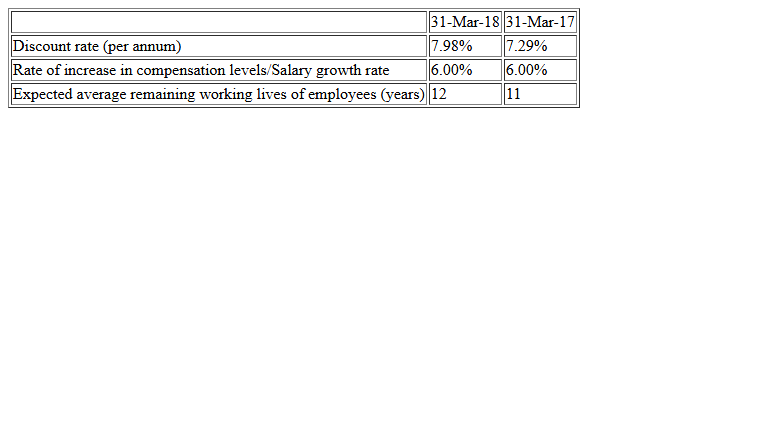 31-Mar-18 31-Mar-17
Discount rate (per annum) 7.98% 7.29%
Rate of increase in compensation levels/Salary growth rate 6.00% 6.00%
Expected average remaining working lives of employees (years) 12 11